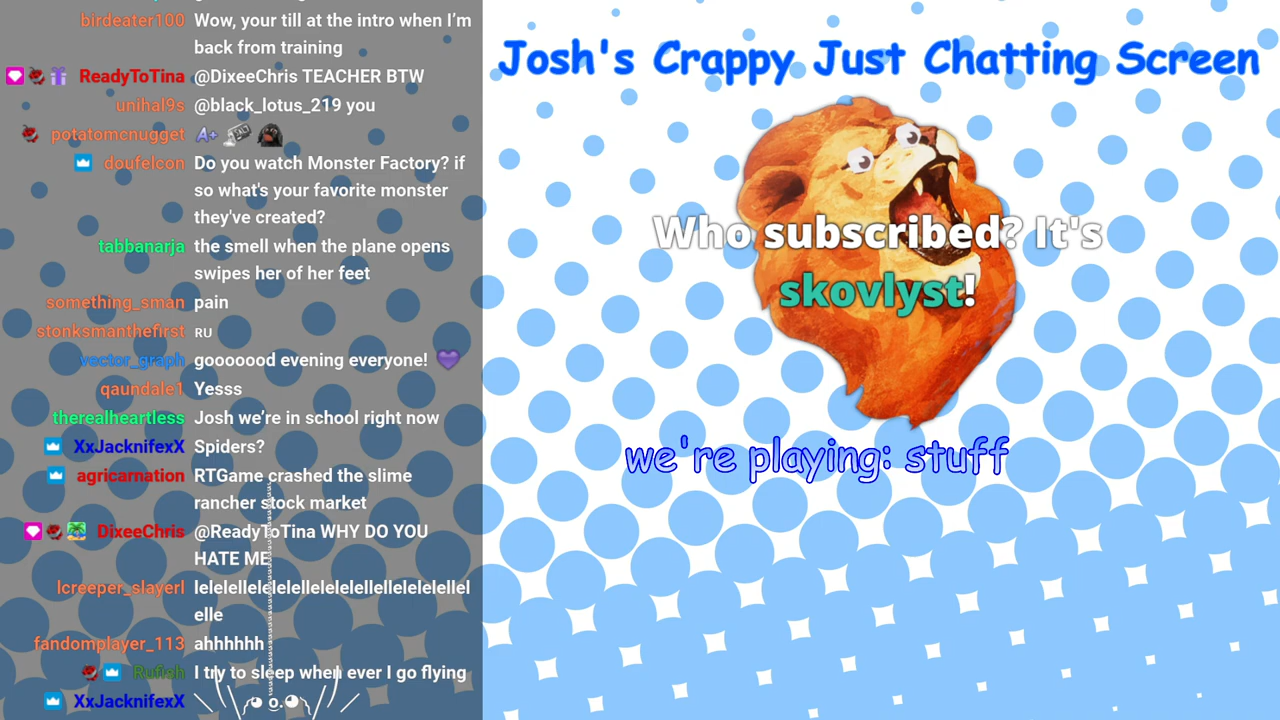 birdeater100 Wow, your till at the intro when I'm
back from training
ReadyToTina @DixeeChris TEACHER BTW
unihal9s @black_lotus_219 you
potatomcnugget A+
doufelcon Do you watch Monster Factory? if
so what's your favorite monster
they've created?
tabbanarja the smell when the plane opens
swipes her of her feet
something_sman pain
stonksmanthefirst ʀᴜ
vector_graph gooooood evening everyone!
qaundale1 Yesss
therealheartless Josh we're in school right now
XxJacknifexX Spiders?
agricarnation RTGame crashed the slime
rancher stock market
DixeeChris @ReadyToTina WHY DO YOU
HATE ME
fandomplayer_113 ahhhhhh
Rufish I try to sleep when ever I go flying
XxJacknifexX
Josh's Crappy Just Chatting Screen
Who subscribed? It's
skovlyst!
we're playing: stuff